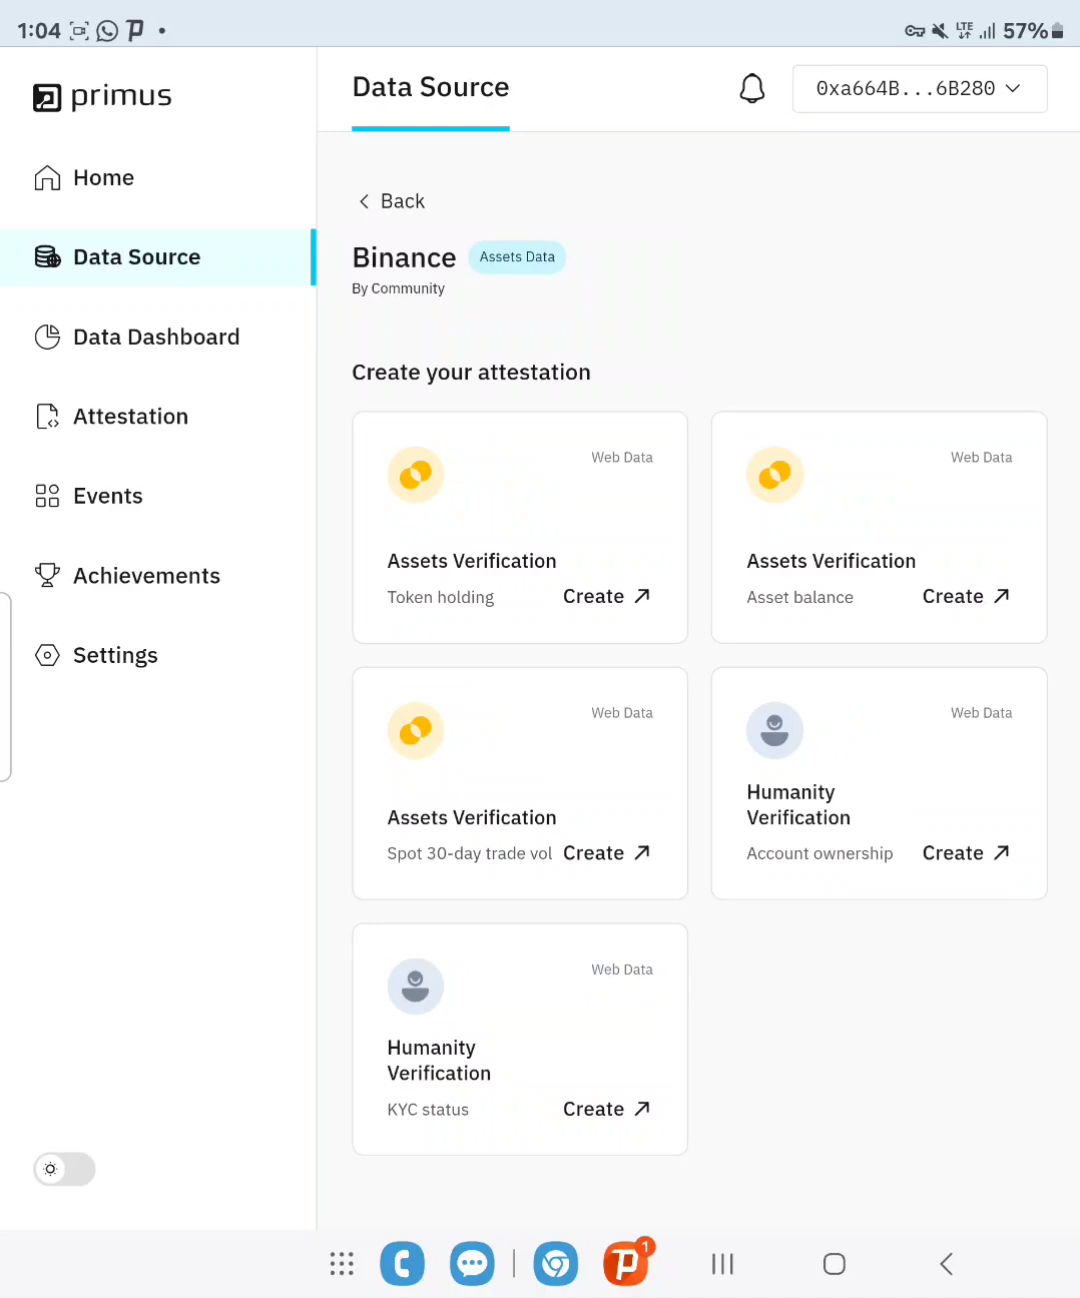 1:04
LTE
57%
primus
Home
Data Source
Data Dashboard
Attestation
Events
Achievements
Settings
Data Source
0xa664B...6B280
Back
Binance
Assets Data
By Community
Create your attestation
Web Data
Assets Verification
Token holding
Create
Web Data
Assets Verification
Asset balance
Create
Web Data
Assets Verification
Spot 30-day trade vol
Create
Web Data
Humanity
Verification
Account ownership
Create
Web Data
Humanity
Verification
KYC status
Create
1